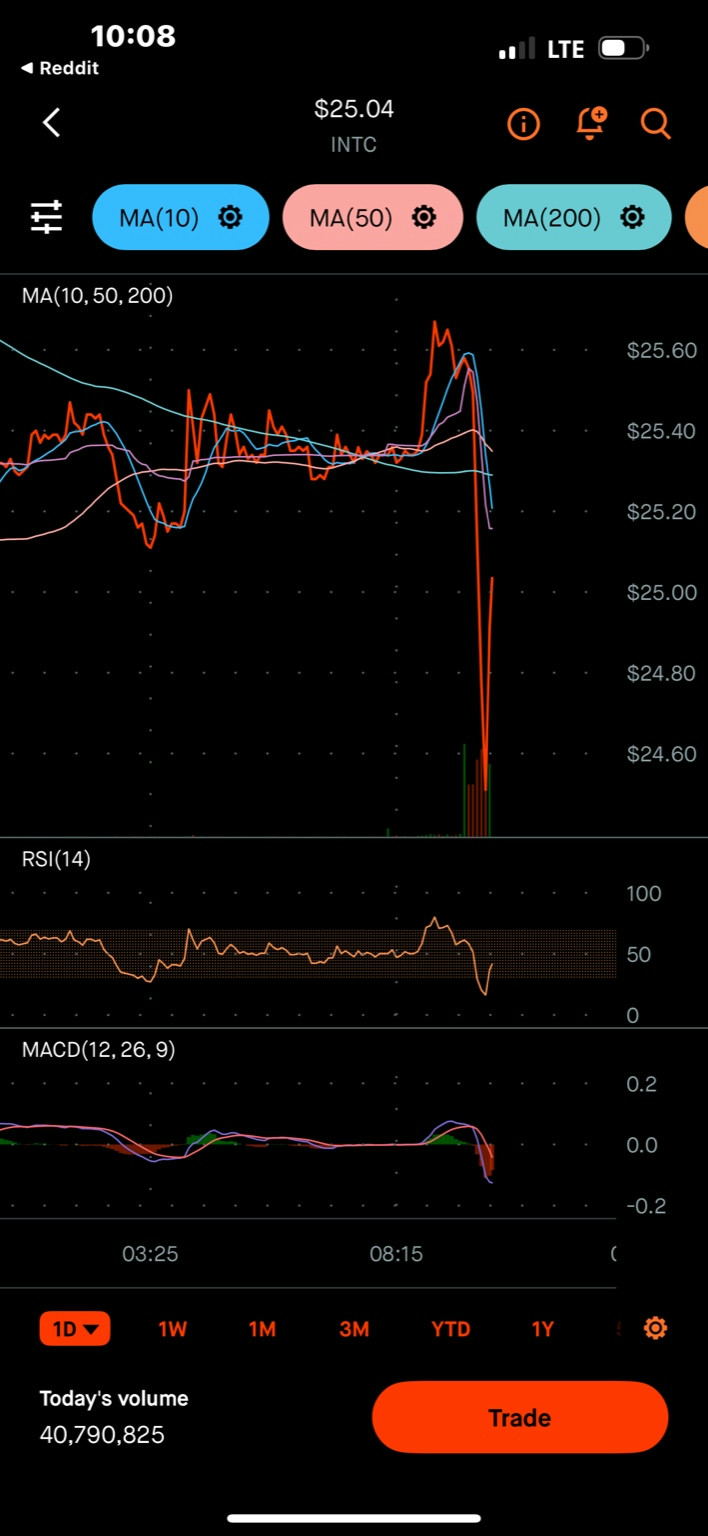 10:08
LTE
◀ Reddit
$25.04
INTC
MA(10)
MA(50)
MA(200)
MA(10,50,200)
$25.60
$25.40
$25.20
$25.00
$24.80
$24.60
RSI(14)
100
50
0
MACD(12,26,9)
0.2
0.0
-0.2
03:25
08:15
1D
1W
1M
3M
YTD
1Y
Today's volume
40,790,825
Trade